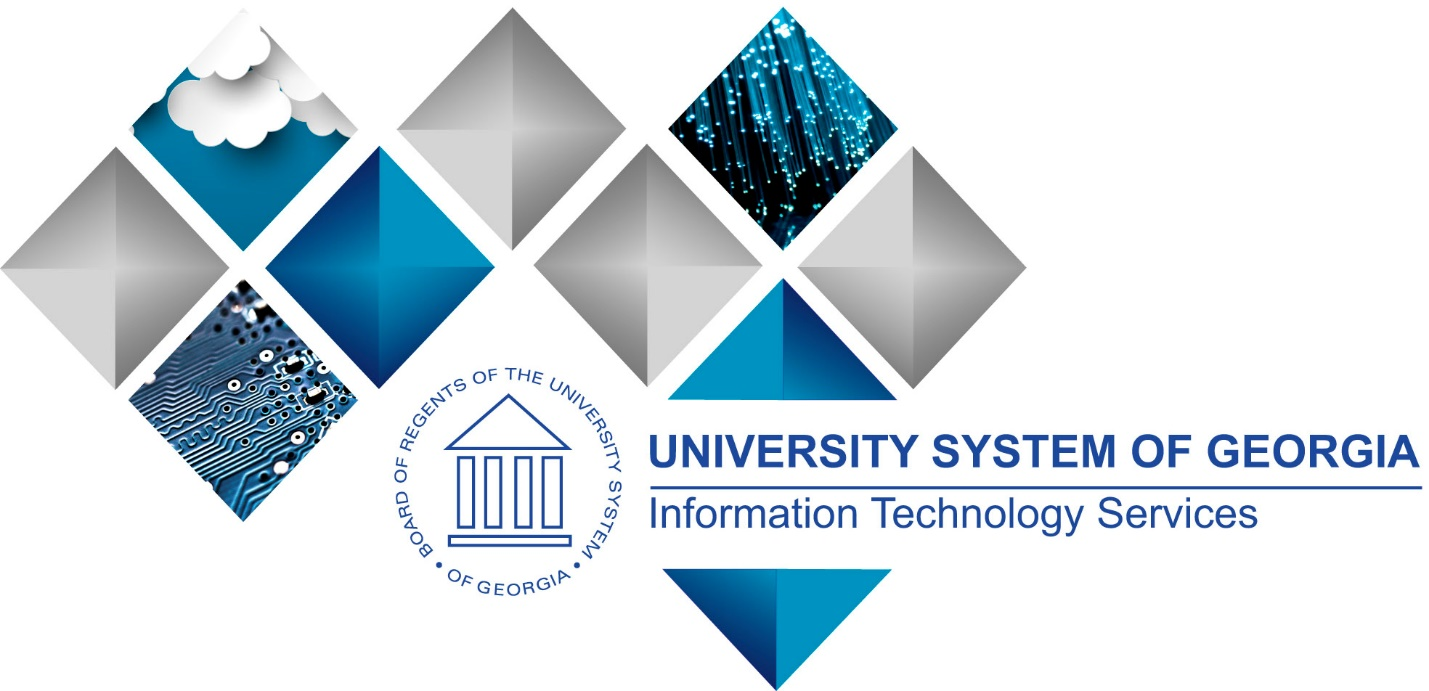 BOARD OF REGENTS OF THE UNIVERSITY SYSTEM
• OF GEORGIA •
UNIVERSITY SYSTEM OF GEORGIA
Information Technology Services